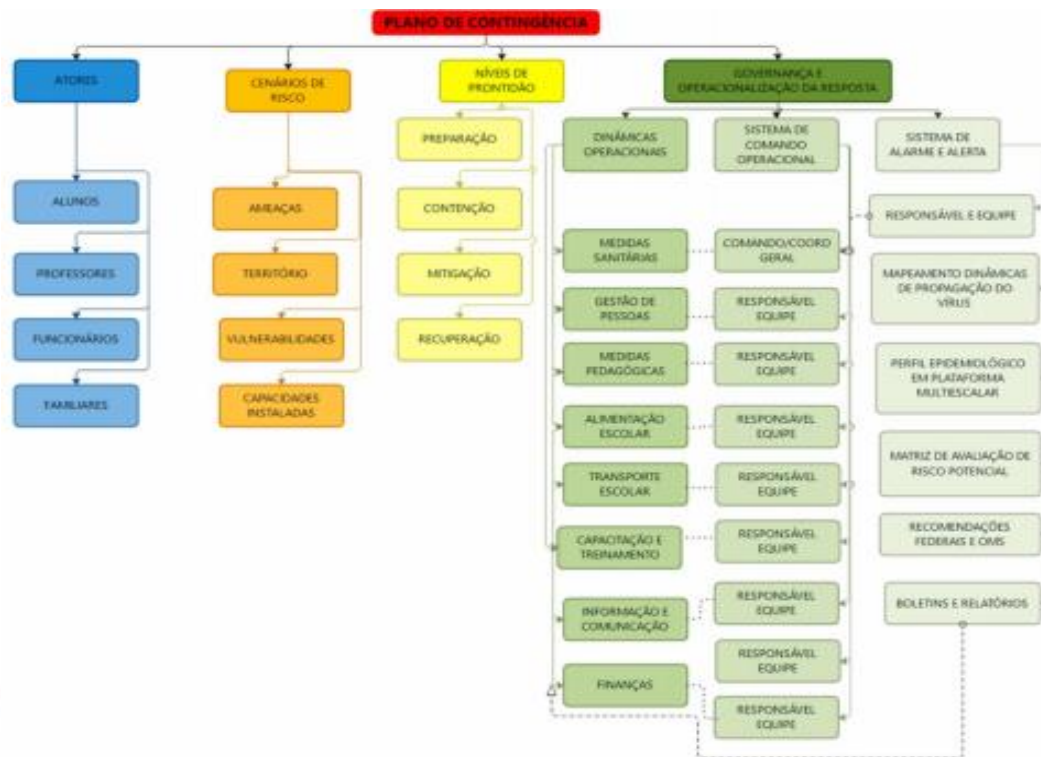 PLANO DE CONTINGÊNCIA
ATORES
ALUNOS
PROFESSORES
FUNCIONÁRIOS
FAMILIARES
CENÁRIOS DE
RISCO
AMEAÇAS
TERRITÓRIO
VULNERABILIDADES
CAPACIDADES
INSTALADAS
NÍVEIS DE
PRONTIDÃO
PREPARAÇÃO
CONTENÇÃO
MITIGAÇÃO
RECUPERAÇÃO
GOVERNANÇA E
OPERACIONALIZAÇÃO DA RESPOSTA
DINÂMICAS
OPERACIONAIS
MEDIDAS
SANITÁRIAS
GESTÃO DE
PESSOAS
MEDIDAS
PEDAGÓGICAS
ALIMENTAÇÃO
ESCOLAR
TRANSPORTE
ESCOLAR
CAPACITAÇÃO E
TREINAMENTO
INFORMAÇÃO E
COMUNICAÇÃO
FINANÇAS
SISTEMA DE
COMANDO
OPERACIONAL
COMANDO/COORD
GERAL
RESPONSÁVEL
EQUIPE
RESPONSÁVEL
EQUIPE
RESPONSÁVEL
EQUIPE
RESPONSÁVEL
EQUIPE
RESPONSÁVEL
EQUIPE
RESPONSÁVEL
EQUIPE
RESPONSÁVEL
EQUIPE
RESPONSÁVEL
EQUIPE
SISTEMA DE
ALARME E ALERTA
RESPONSÁVEL E EQUIPE
MAPEAMENTO DINÂMICAS
DE PROPAGAÇÃO DO
VÍRUS
PERFIL EPIDEMIOLÓGICO
EM PLATAFORMA
MULTIESCALAR
MATRIZ DE AVALIAÇÃO DE
RISCO POTENCIAL
RECOMENDAÇÕES
FEDERAIS E OMS
BOLETINS E RELATÓRIOS